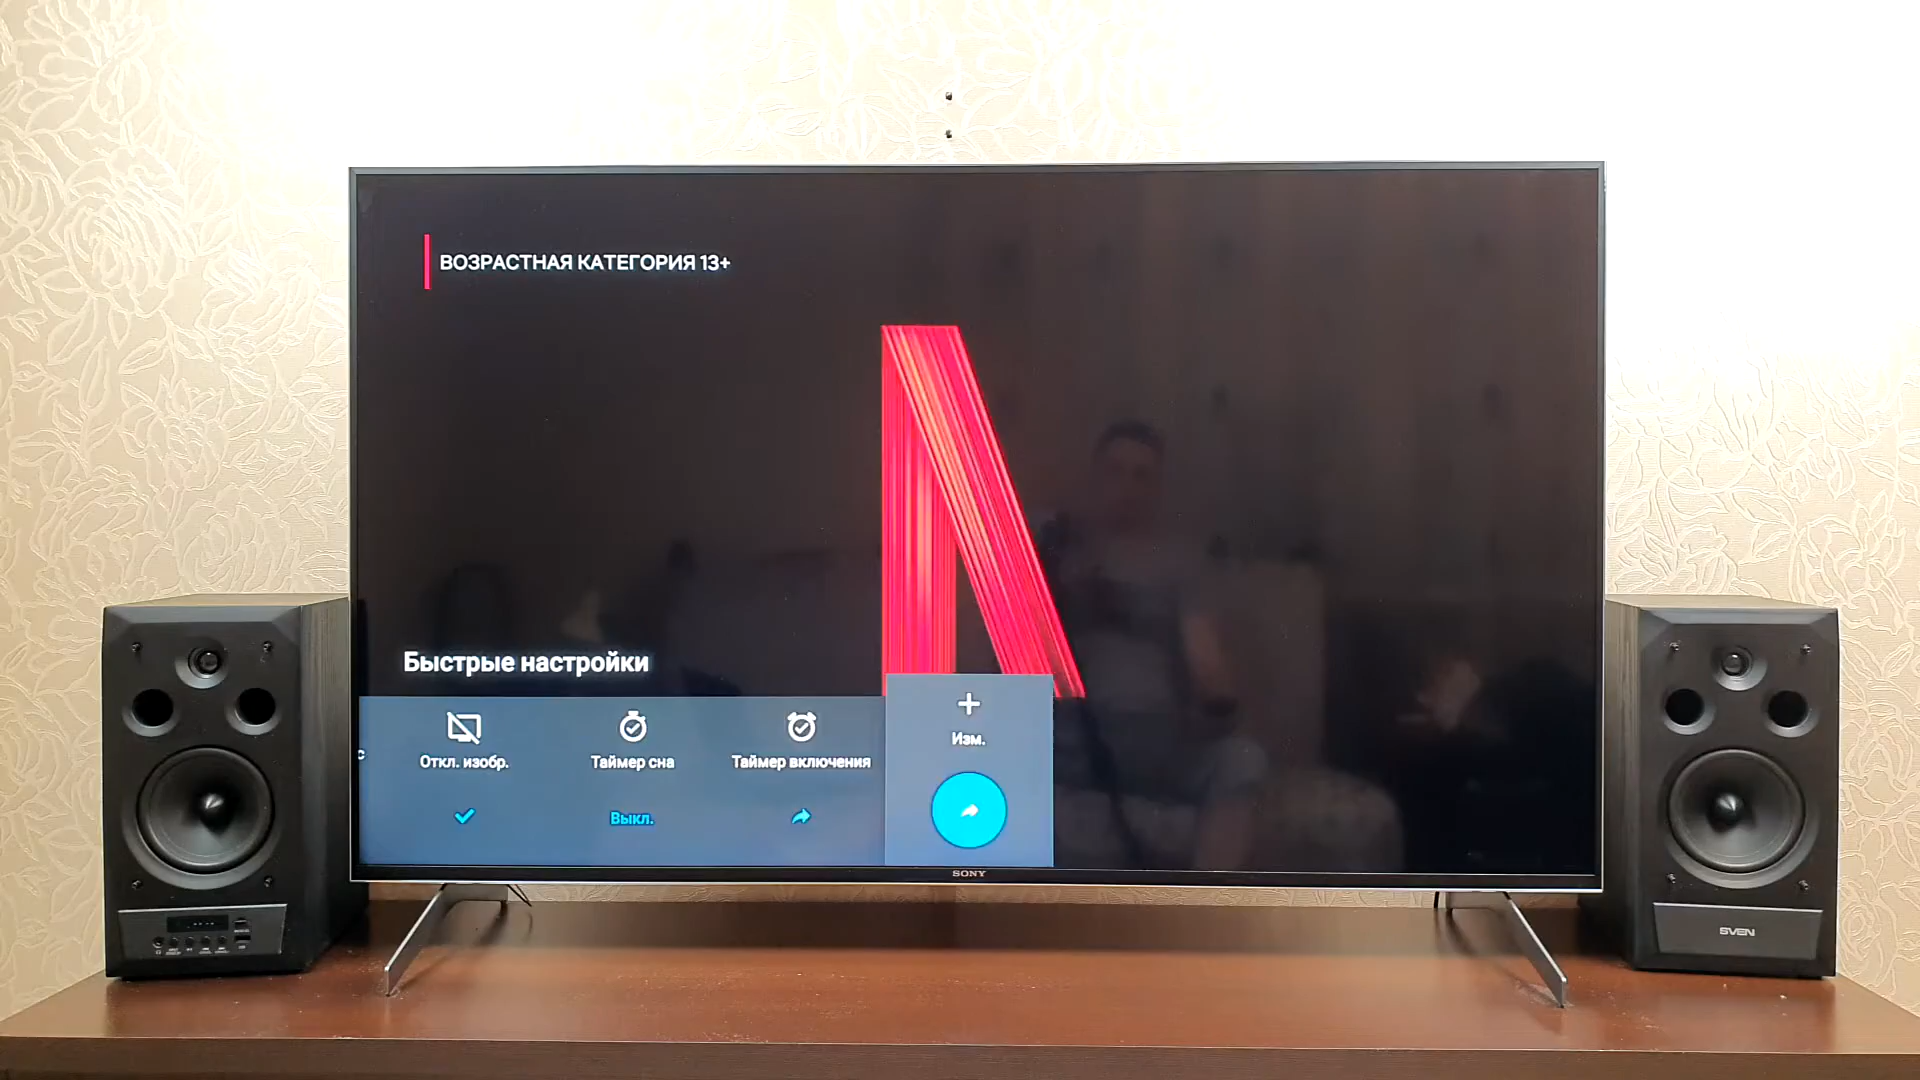 ВОЗРАСТНАЯ КАТЕГОРИЯ 13+
Быстрые настройки
с
Откл. изобр.
Таймер сна
Таймер включения
Изм.
Выкл.
SONY
SVEN